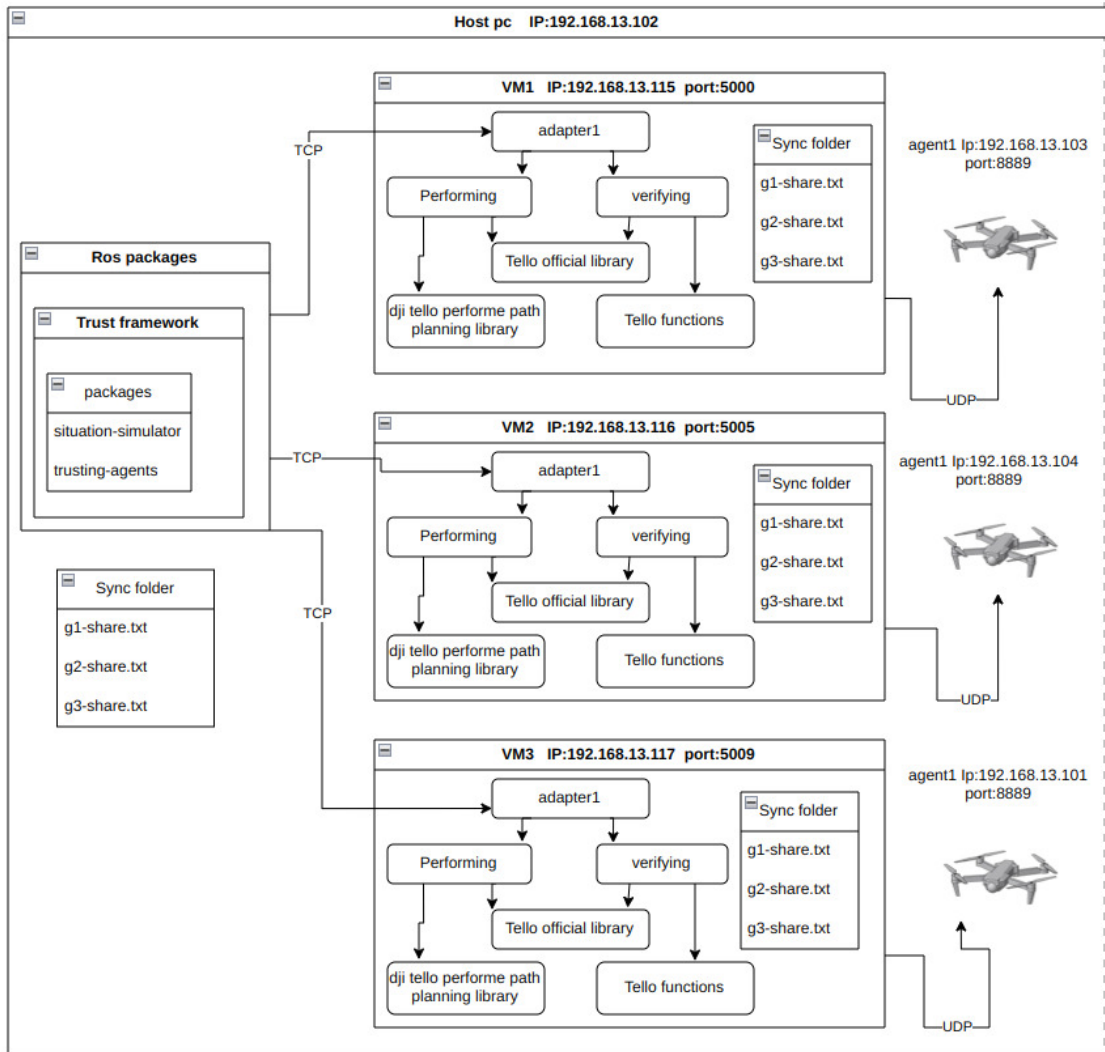 Host pc    IP:192.168.13.102
VM1   IP:192.168.13.115  port:5000
adapter1
TCP
Sync folder
agent1 Ip:192.168.13.103
port:8889
Performing
verifying
g1-share.txt
g2-share.txt
g3-share.txt
Tello official library
dji tello performe path
planning library
Tello functions
UDP
Ros packages
Trust framework
packages
situation-simulator
trusting-agents
VM2   IP:192.168.13.116  port:5005
TCP
adapter1
Sync folder
agent1 Ip:192.168.13.104
port:8889
Performing
verifying
g1-share.txt
g2-share.txt
g3-share.txt
Tello official library
dji tello performe path
planning library
Tello functions
UDP
Sync folder
g1-share.txt
g2-share.txt
g3-share.txt
TCP
VM3   IP:192.168.13.117  port:5009
adapter1
Sync folder
agent1 Ip:192.168.13.101
port:8889
Performing
verifying
g1-share.txt
g2-share.txt
g3-share.txt
Tello official library
dji tello performe path
planning library
Tello functions
UDP